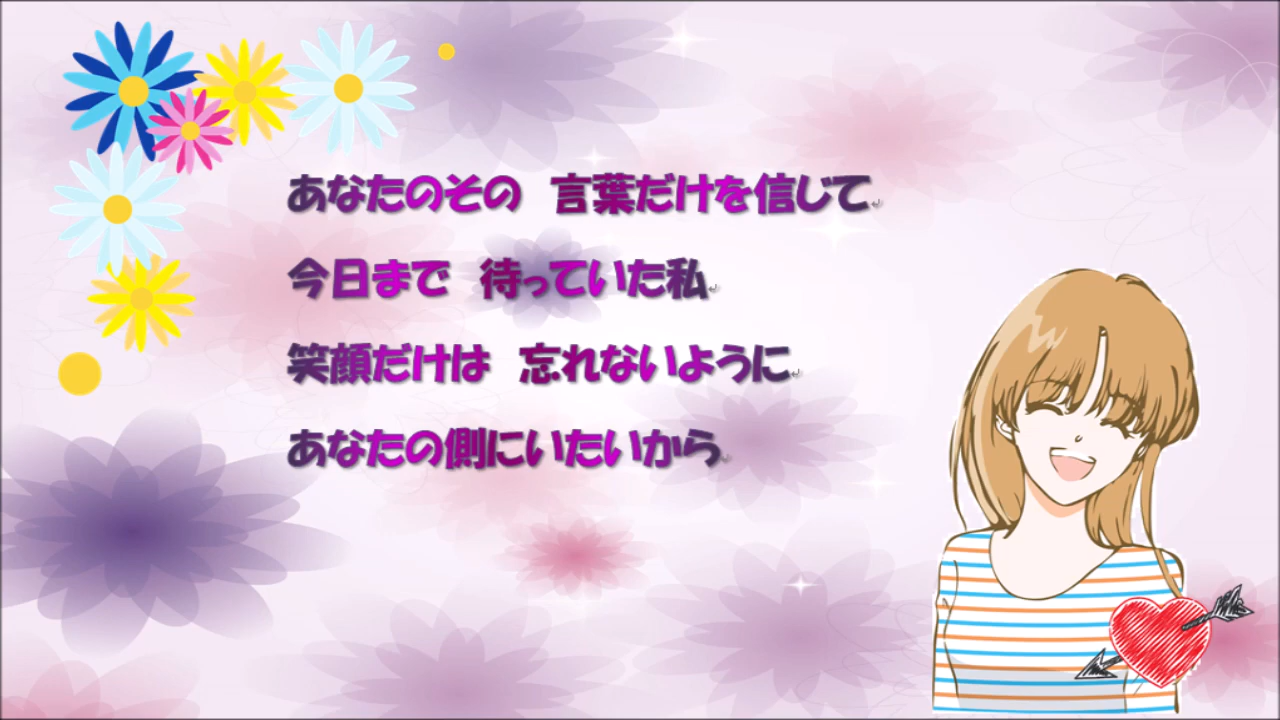 あなたのその　言葉だけを信じて
今日まで　待っていた私
笑顔だけは　忘れないように
あなたの側にいたいから